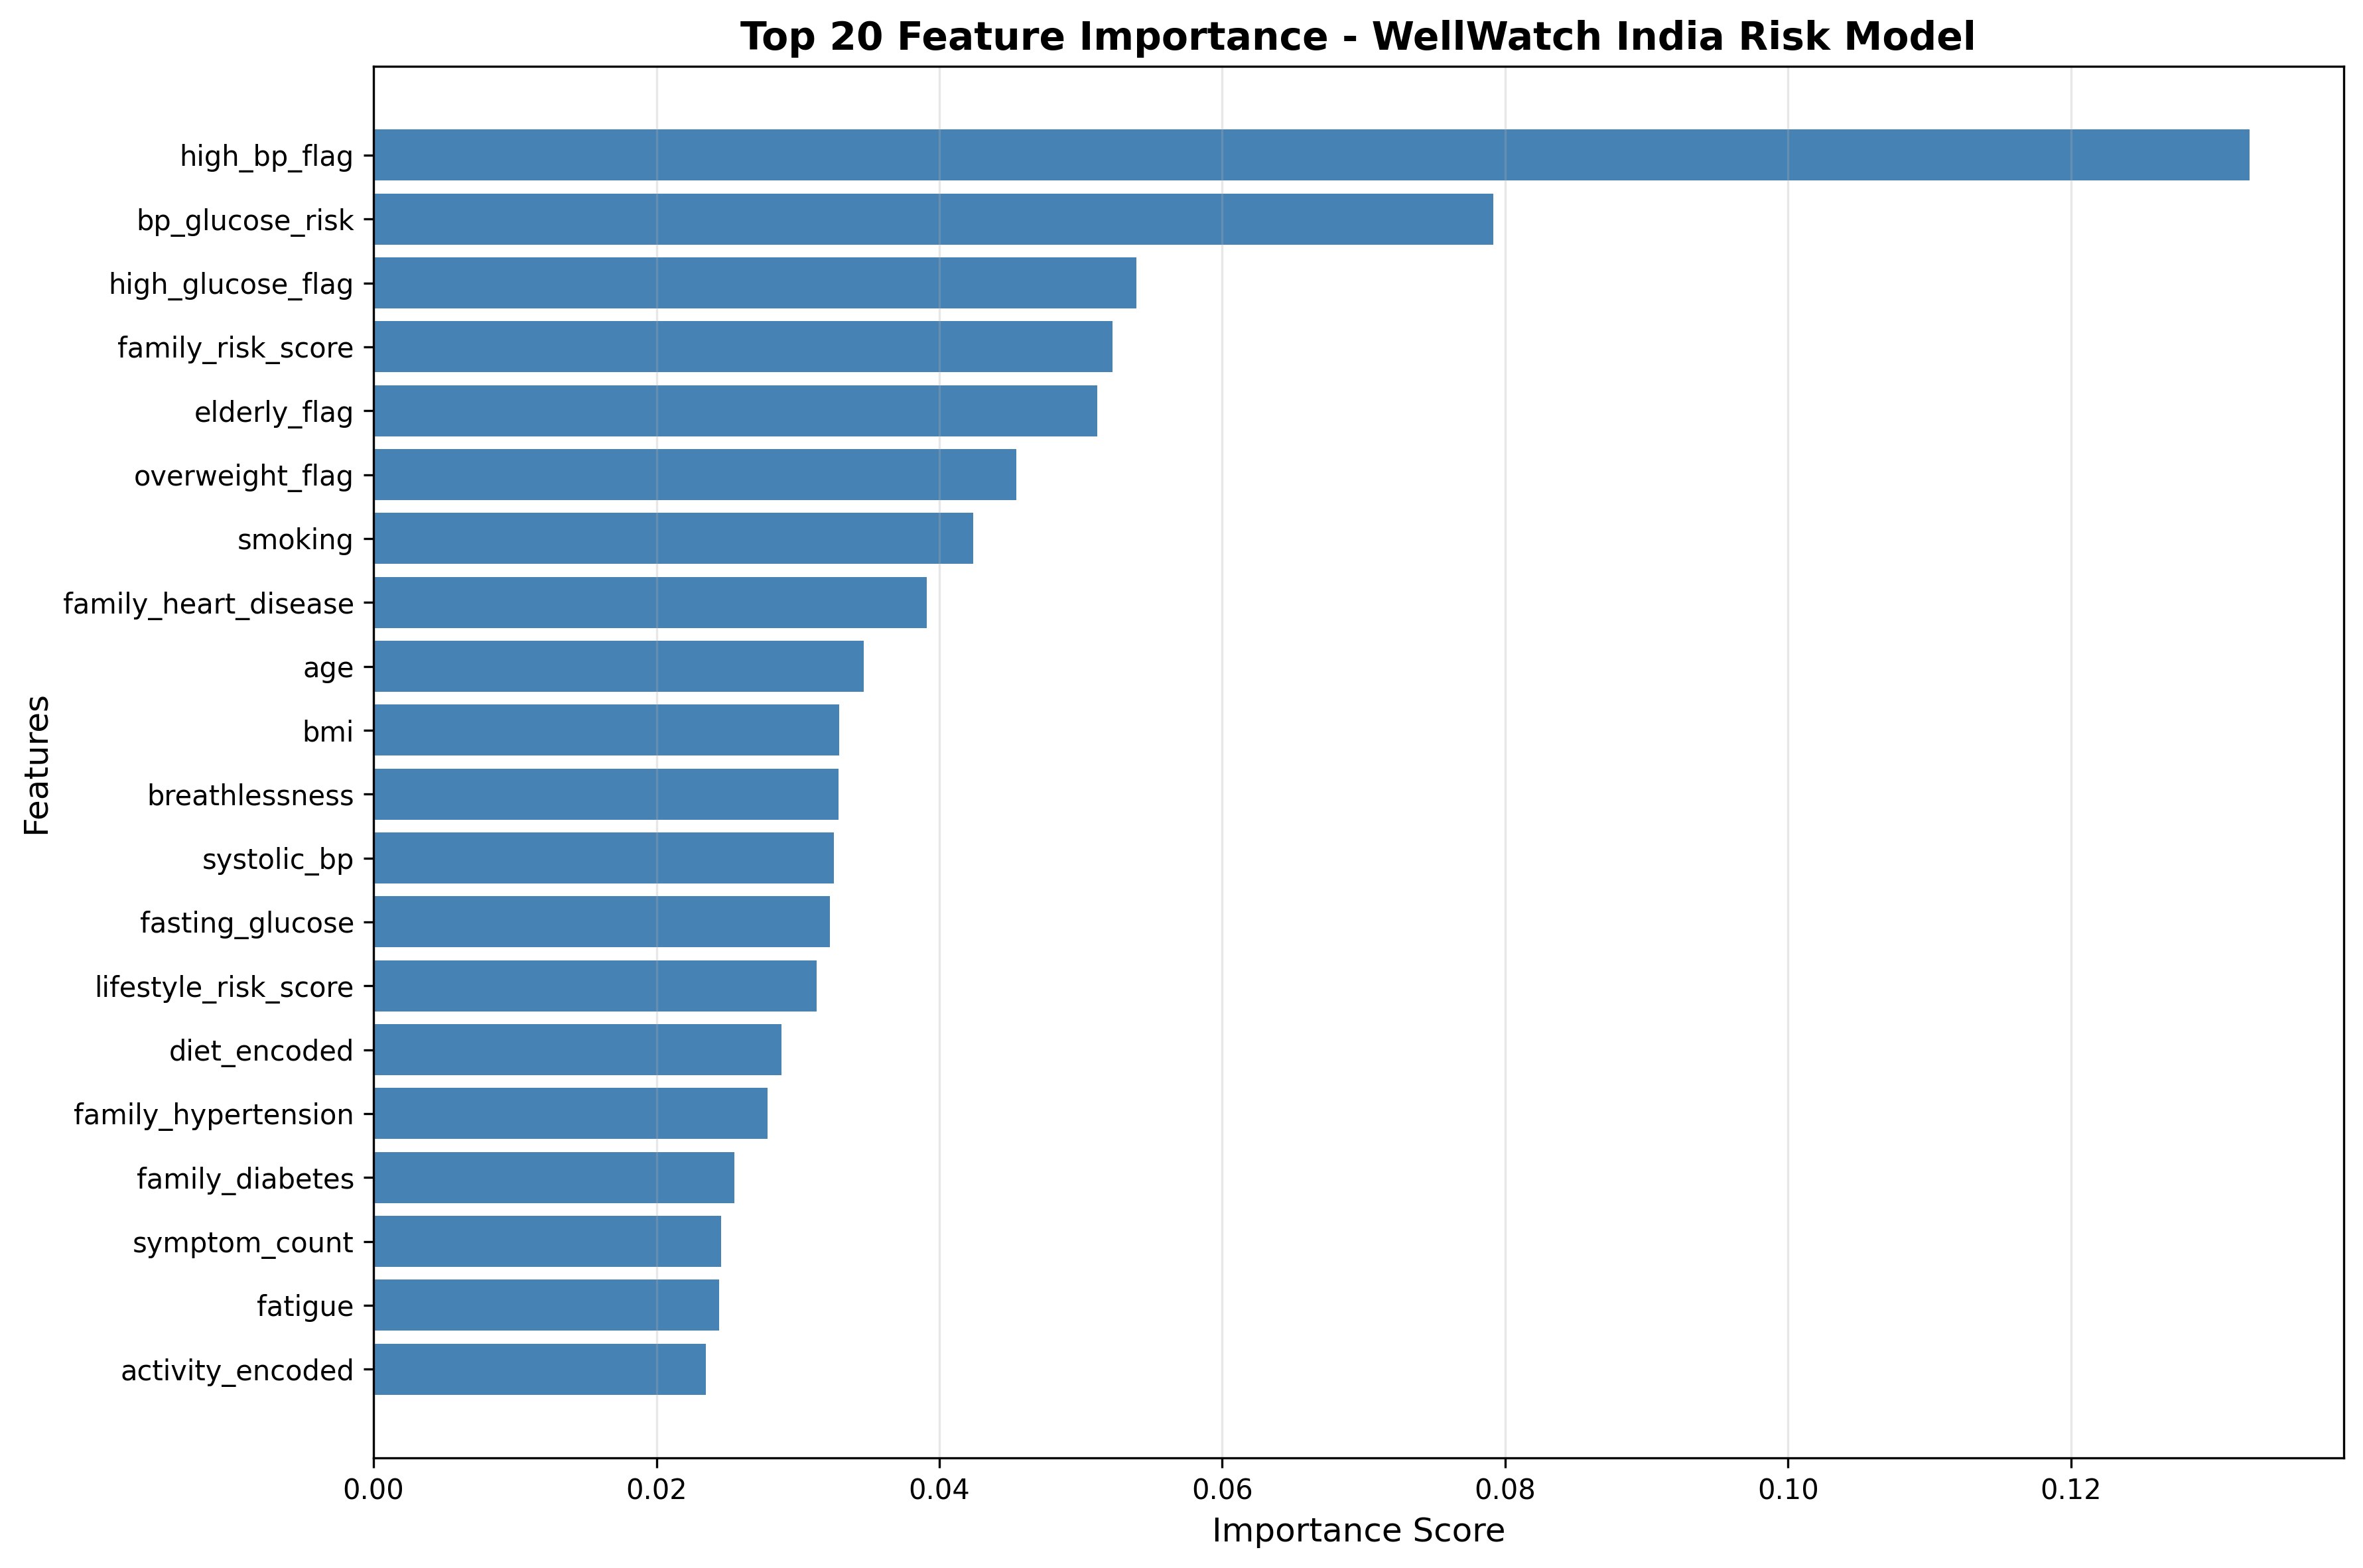 Top 20 Feature Importance - WellWatch India Risk Model
Features
high_bp_flag
bp_glucose_risk
high_glucose_flag
family_risk_score
elderly_flag
overweight_flag
smoking
family_heart_disease
age
bmi
breathlessness
systolic_bp
fasting_glucose
lifestyle_risk_score
diet_encoded
family_hypertension
family_diabetes
symptom_count
fatigue
activity_encoded
0.00 0.02 0.04 0.06 0.08 0.10 0.12
Importance Score